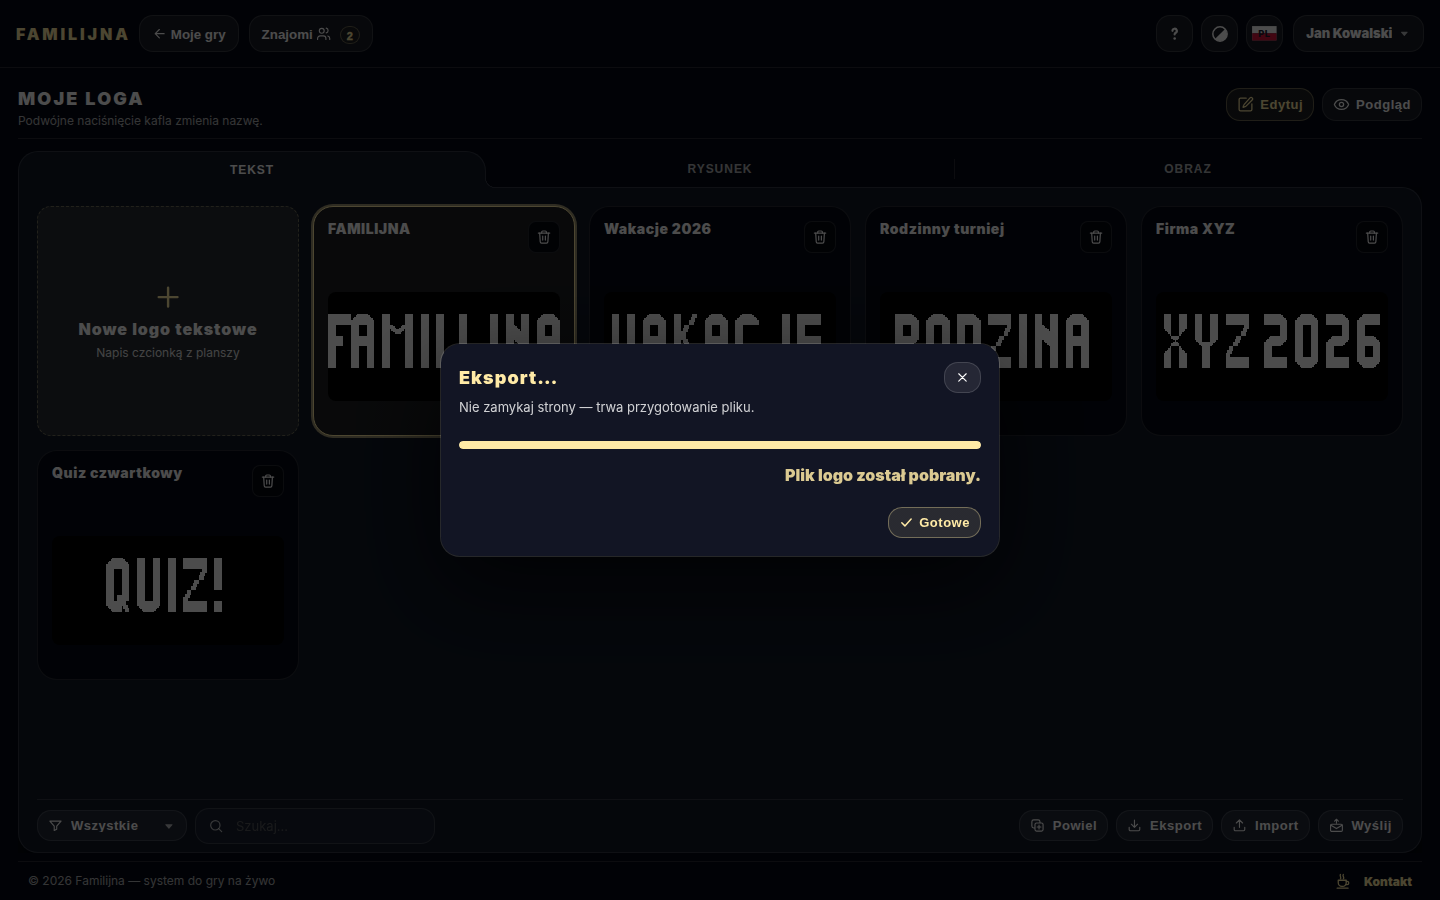 FAMILIJNA
Moje gry
Znajomi 2
?
PL
Jan Kowalski
MOJE LOGA
Podwójne naciśnięcie kafla zmienia nazwę.
Edytuj
Podgląd
TEKST
RYSUNEK
OBRAZ
Nowe logo tekstowe
Napis czcionką z planszy
FAMILIJNA
FAMILIJNA
Wakacje 2026
WAKACJE
Rodzinny turniej
RODZINA
Firma XYZ
XYZ 2026
Eksport...
Nie zamykaj strony — trwa przygotowanie pliku.
Plik logo został pobrany.
Gotowe
Quiz czwartkowy
QUIZ!
Wszystkie
Szukaj...
Powiel
Eksport
Import
Wyślij
© 2026 Familijna — system do gry na żywo
Kontakt